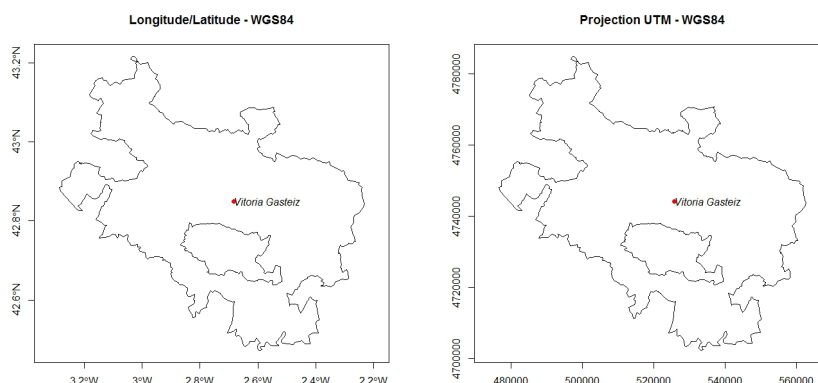 Longitude/Latitude - WGS84
43.2°N
43°N
42.8°N
42.6°N
Vitoria Gasteiz
3.2°W 3°W 2.8°W 2.6°W 2.4°W 2.2°W
Projection UTM - WGS84
4780000
4760000
4740000
4720000
4700000
Vitoria Gasteiz
480000 500000 520000 540000 560000